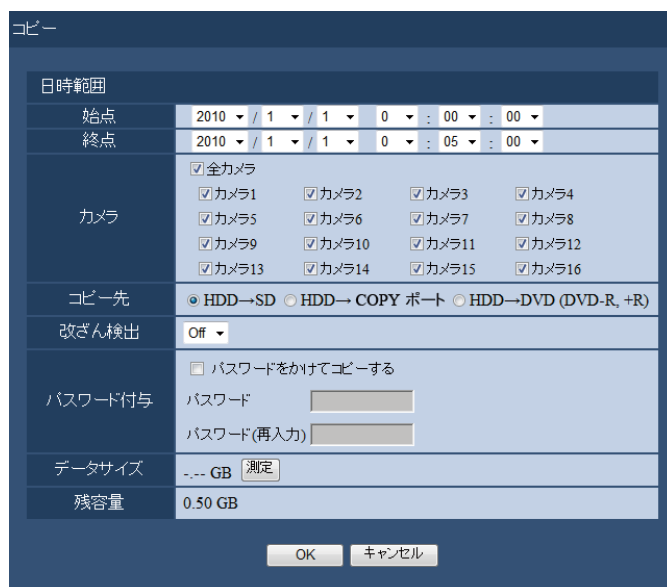 コピー
日時範囲
始点 2010 / 1 / 1 0 : 00 : 00
終点 2010 / 1 / 1 0 : 05 : 00
カメラ
全カメラ
カメラ1 カメラ2 カメラ3 カメラ4
カメラ5 カメラ6 カメラ7 カメラ8
カメラ9 カメラ10 カメラ11 カメラ12
カメラ13 カメラ14 カメラ15 カメラ16
コピー先 HDD→SD HDD→ COPY ポート HDD→DVD (DVD-R, +R)
改ざん検出 Off
パスワード付与
パスワードをかけてコピーする
パスワード
パスワード(再入力)
データサイズ -.-- GB 測定
残容量 0.50 GB
OK キャンセル